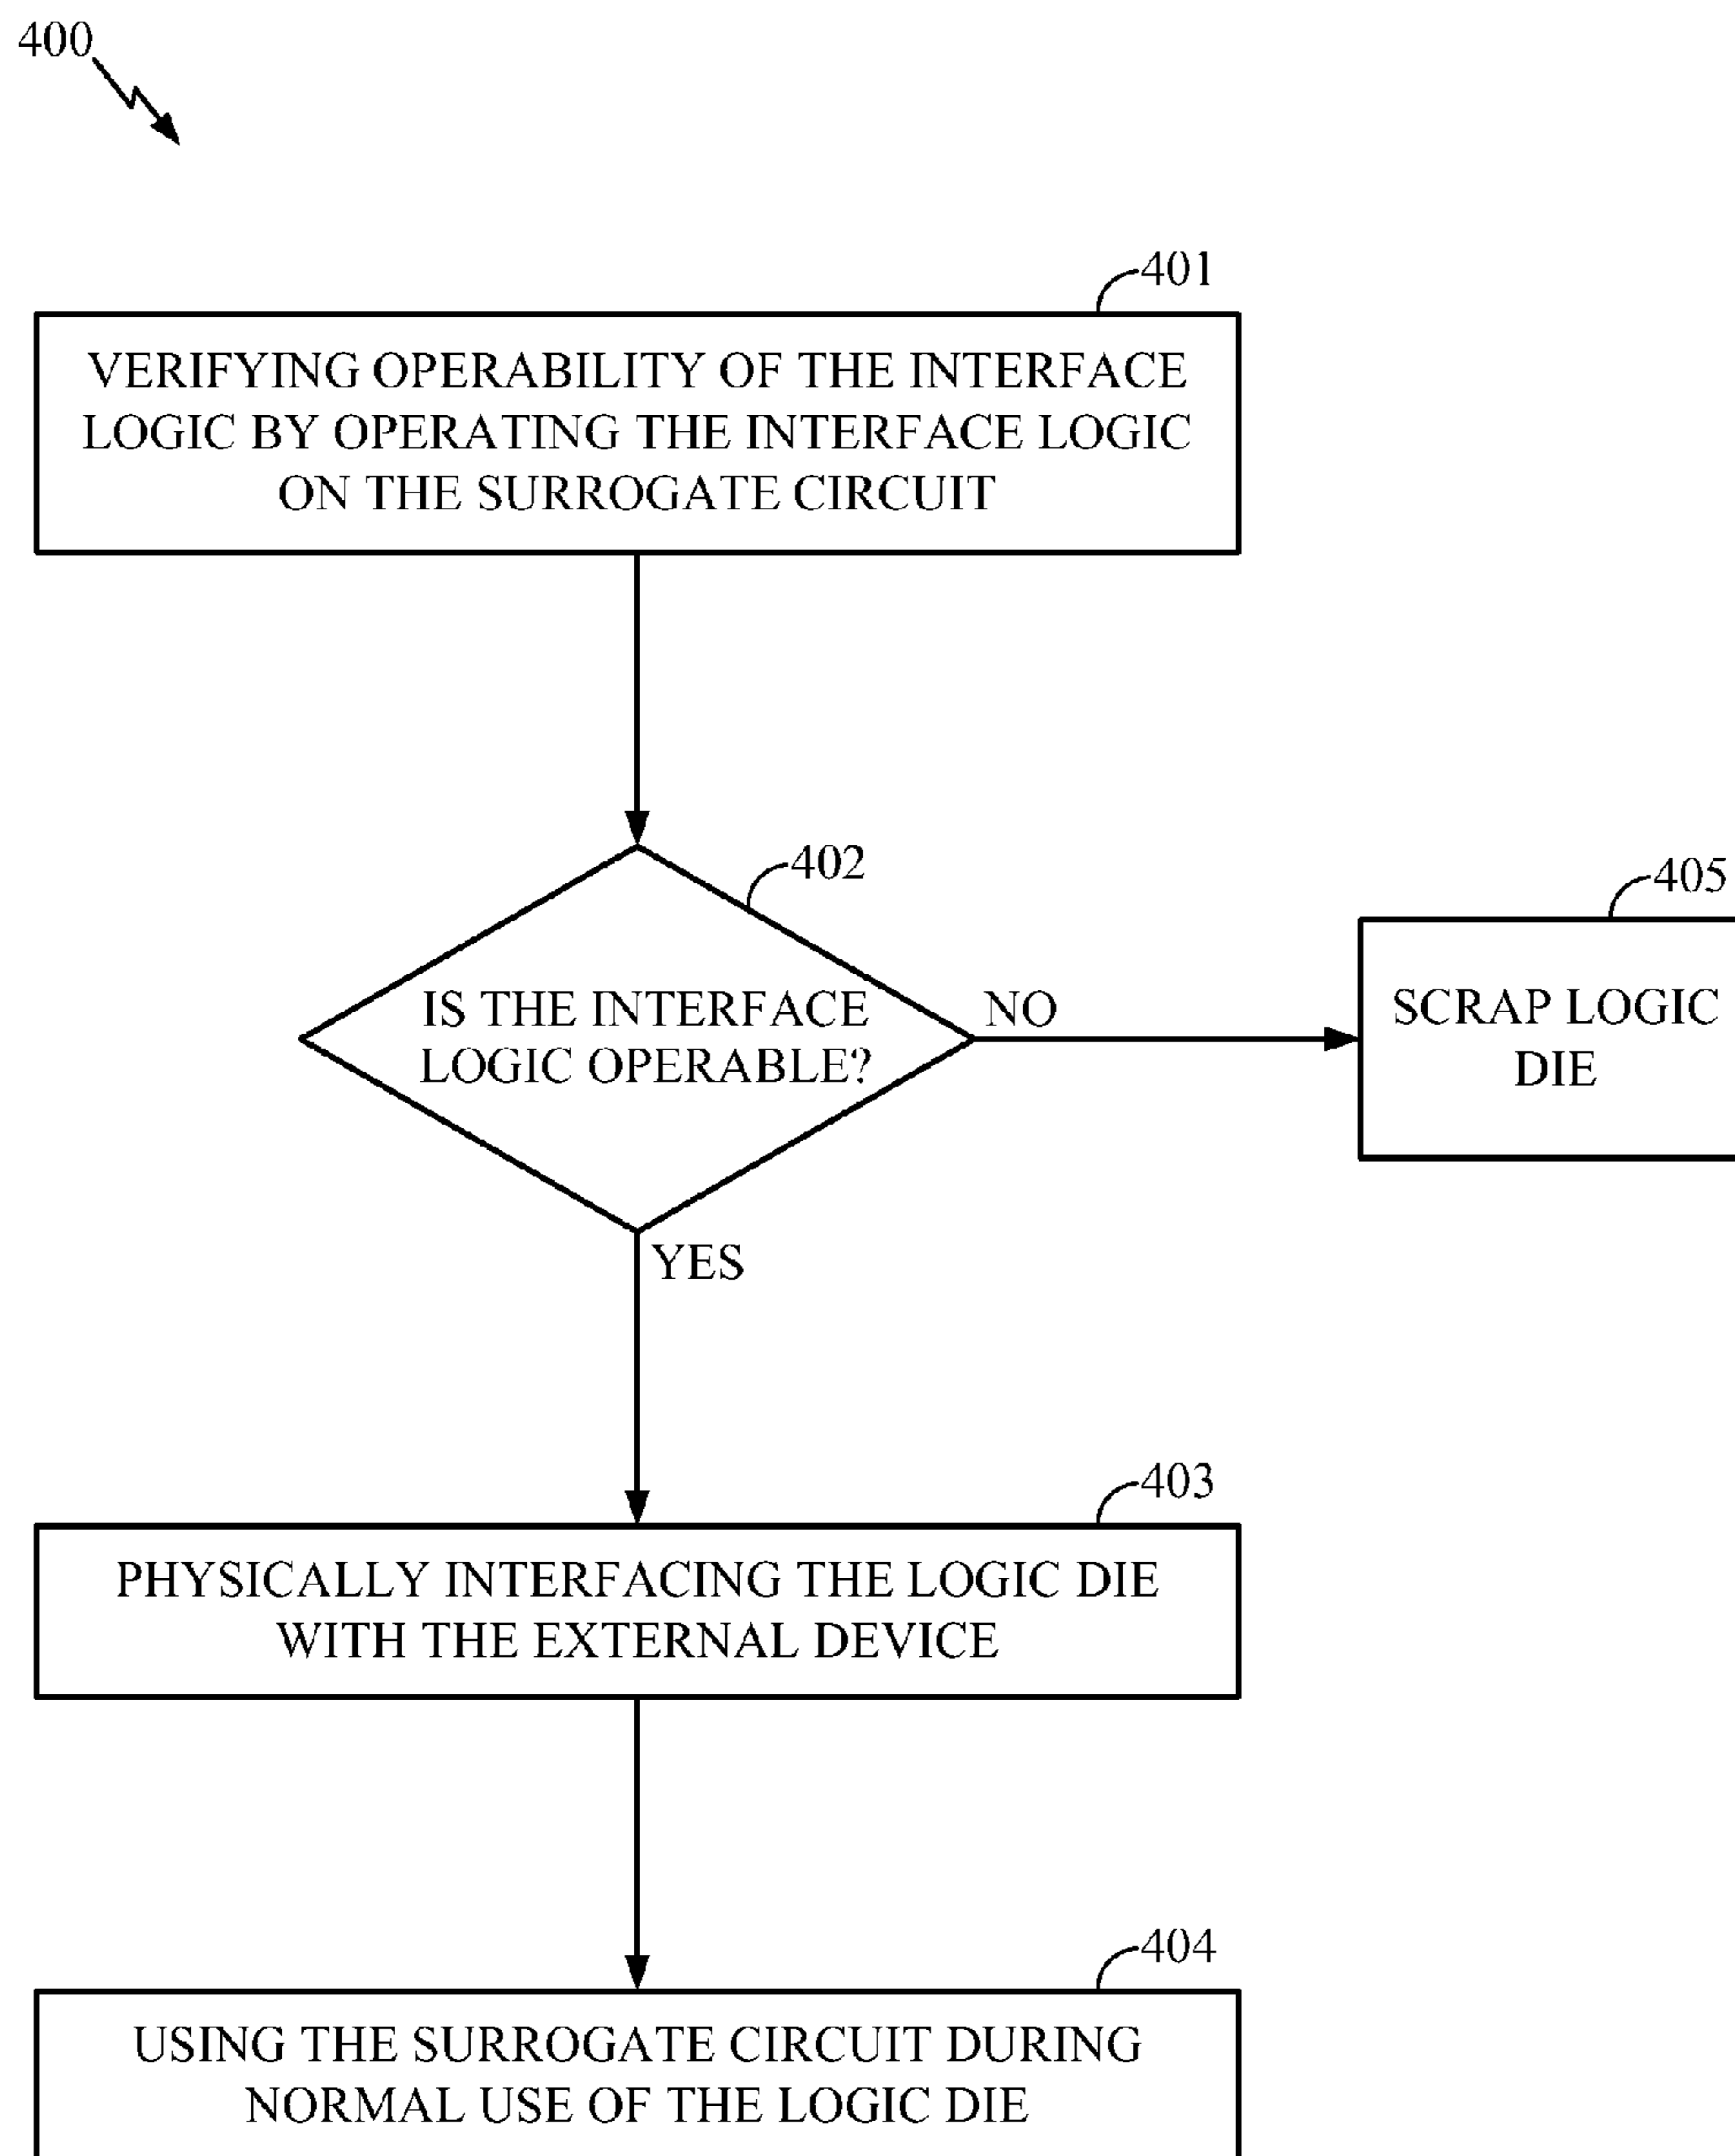 400
401
VERIFYING OPERABILITY OF THE INTERFACE
LOGIC BY OPERATING THE INTERFACE LOGIC
ON THE SURROGATE CIRCUIT
402
IS THE INTERFACE
LOGIC OPERABLE?
NO
405
SCRAP LOGIC
DIE
YES
403
PHYSICALLY INTERFACING THE LOGIC DIE
WITH THE EXTERNAL DEVICE
404
USING THE SURROGATE CIRCUIT DURING
NORMAL USE OF THE LOGIC DIE